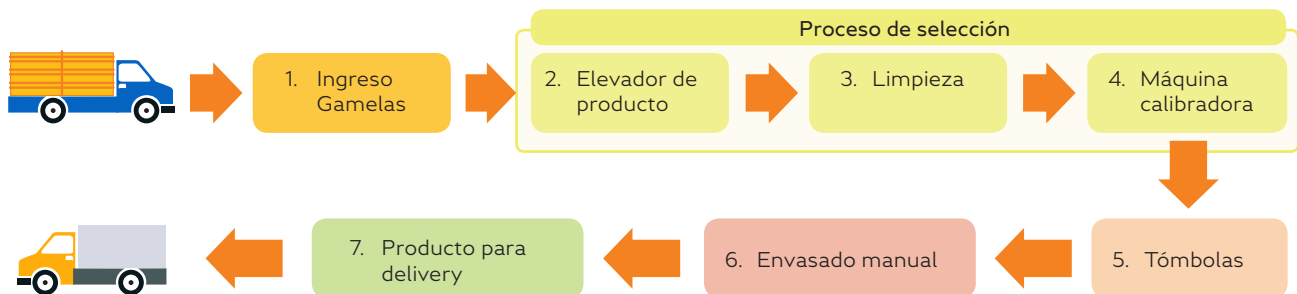 Proceso de selección
1. Ingreso
Gamelas
2. Elevador de
producto
3. Limpieza
4. Máquina
calibradora
5. Tómbolas
6. Envasado manual
7. Producto para
delivery